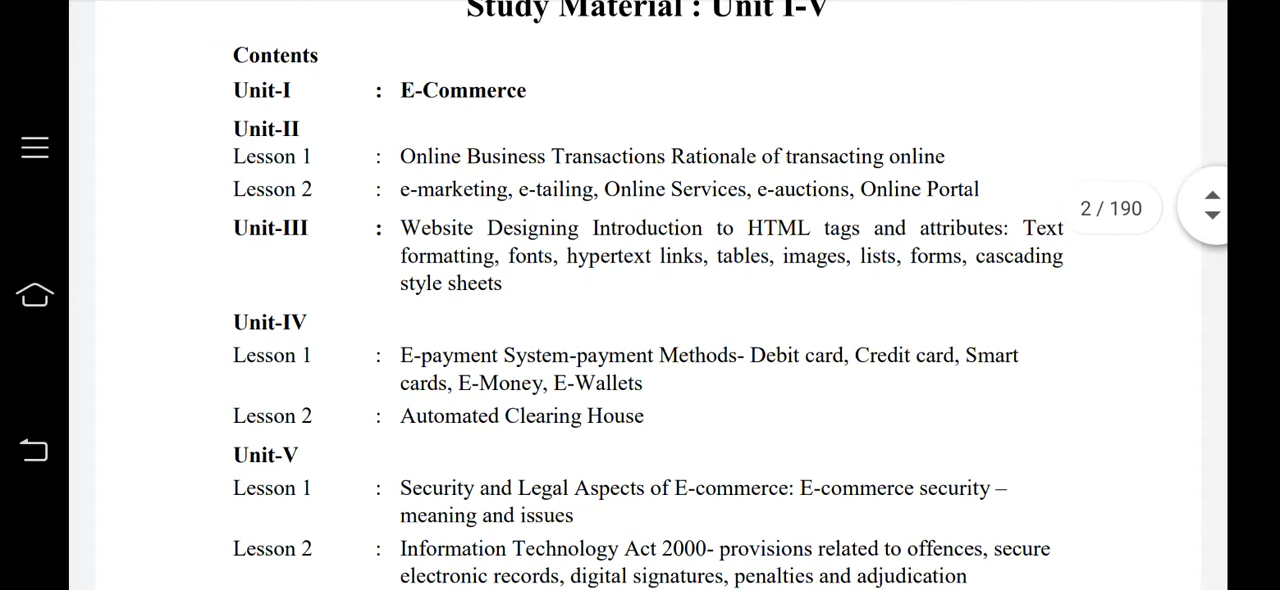 Study Material : Unit I-V
Contents
Unit-I : E-Commerce
Unit-II
Lesson 1 : Online Business Transactions Rationale of transacting online
Lesson 2 : e-marketing, e-tailing, Online Services, e-auctions, Online Portal
2 / 190
Unit-III : Website Designing Introduction to HTML tags and attributes: Text
formatting, fonts, hypertext links, tables, images, lists, forms, cascading
style sheets
Unit-IV
Lesson 1 : E-payment System-payment Methods- Debit card, Credit card, Smart
cards, E-Money, E-Wallets
Lesson 2 : Automated Clearing House
Unit-V
Lesson 1 : Security and Legal Aspects of E-commerce: E-commerce security –
meaning and issues
Lesson 2 : Information Technology Act 2000- provisions related to offences, secure
electronic records, digital signatures, penalties and adjudication